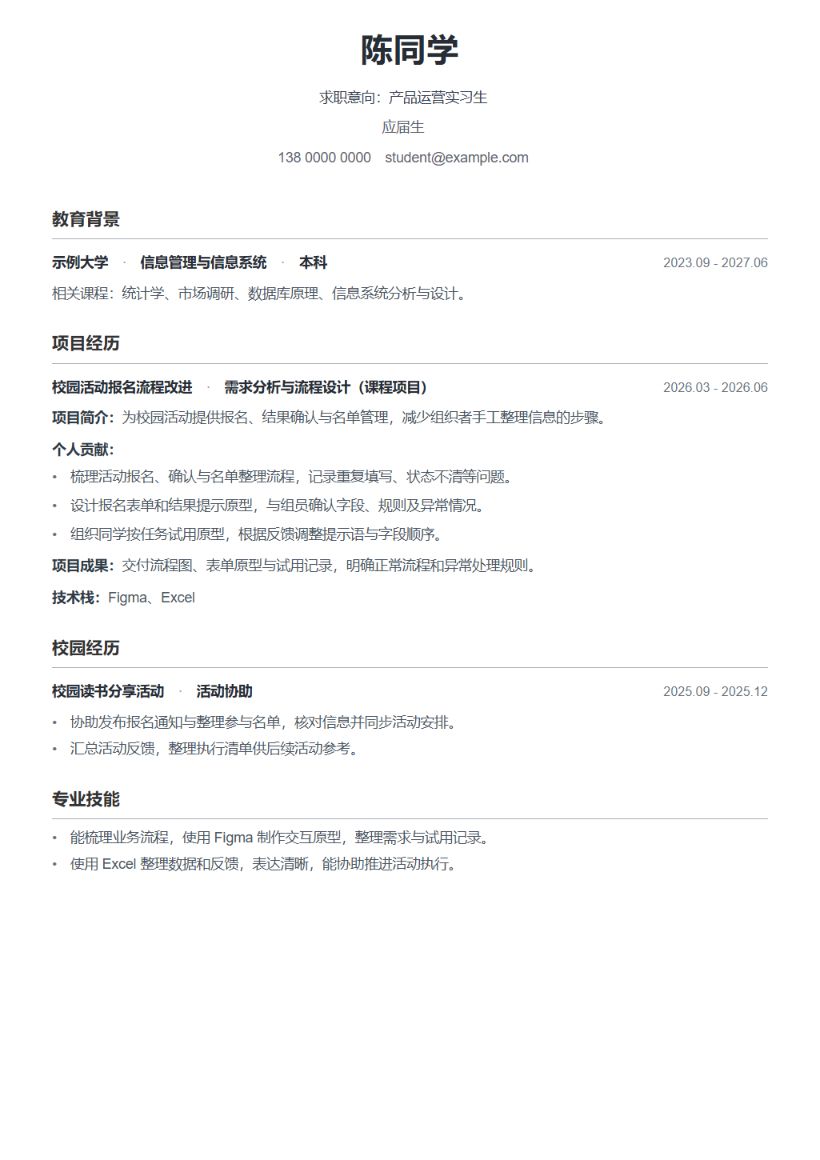 陈同学
求职意向：产品运营实习生
应届生
138 0000 0000 student@example.com
教育背景
示例大学 · 信息管理与信息系统 · 本科 2023.09 - 2027.06
相关课程：统计学、市场调研、数据库原理、信息系统分析与设计。
项目经历
校园活动报名流程改进 · 需求分析与流程设计（课程项目） 2026.03 - 2026.06
项目简介：为校园活动提供报名、结果确认与名单管理，减少组织者手工整理信息的步骤。
个人贡献：
• 梳理活动报名、确认与名单整理流程，记录重复填写、状态不清等问题。
• 设计报名表单和结果提示原型，与组员确认字段、规则及异常情况。
• 组织同学按任务试用原型，根据反馈调整提示语与字段顺序。
项目成果：交付流程图、表单原型与试用记录，明确正常流程和异常处理规则。
技术栈：Figma、Excel
校园经历
校园读书分享活动 · 活动协助 2025.09 - 2025.12
• 协助发布报名通知与整理参与名单，核对信息并同步活动安排。
• 汇总活动反馈，整理执行清单供后续活动参考。
专业技能
• 能梳理业务流程，使用 Figma 制作交互原型，整理需求与试用记录。
• 使用 Excel 整理数据和反馈，表达清晰，能协助推进活动执行。